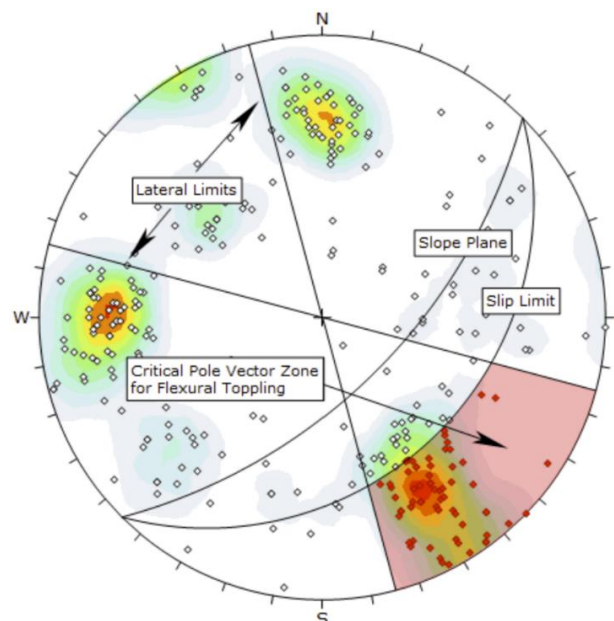 N
Lateral Limits
Slope Plane
W
Slip Limit
Critical Pole Vector Zone
for Flexural Toppling
S